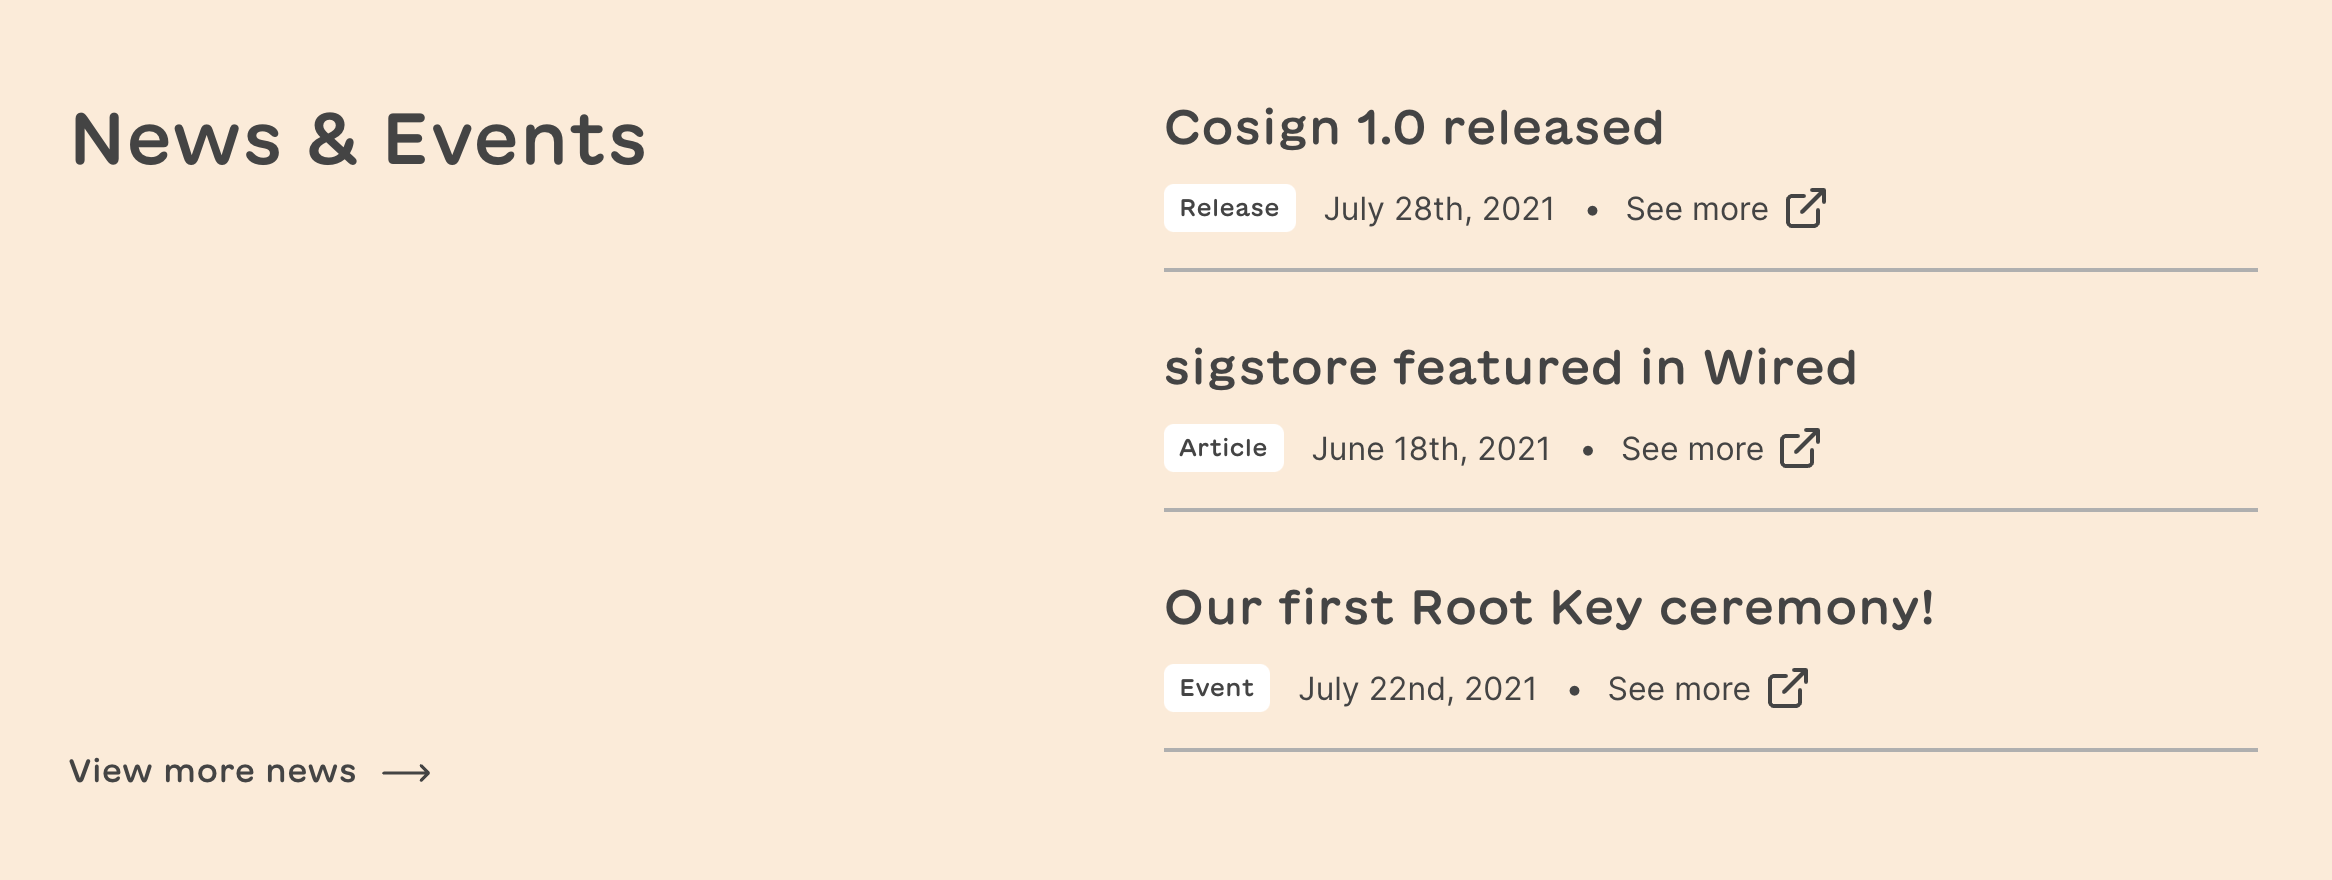 News & Events
Cosign 1.0 released
Release July 28th, 2021 • See more
sigstore featured in Wired
Article June 18th, 2021 • See more
Our first Root Key ceremony!
Event July 22nd, 2021 • See more
View more news